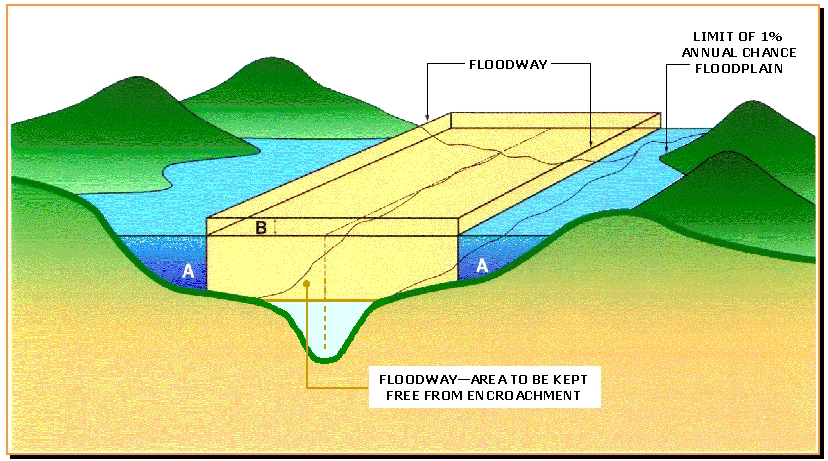 LIMIT OF 1%
ANNUAL CHANCE
FLOODPLAIN
FLOODWAY
B
A
A
FLOODWAY—AREA TO BE KEPT
FREE FROM ENCROACHMENT